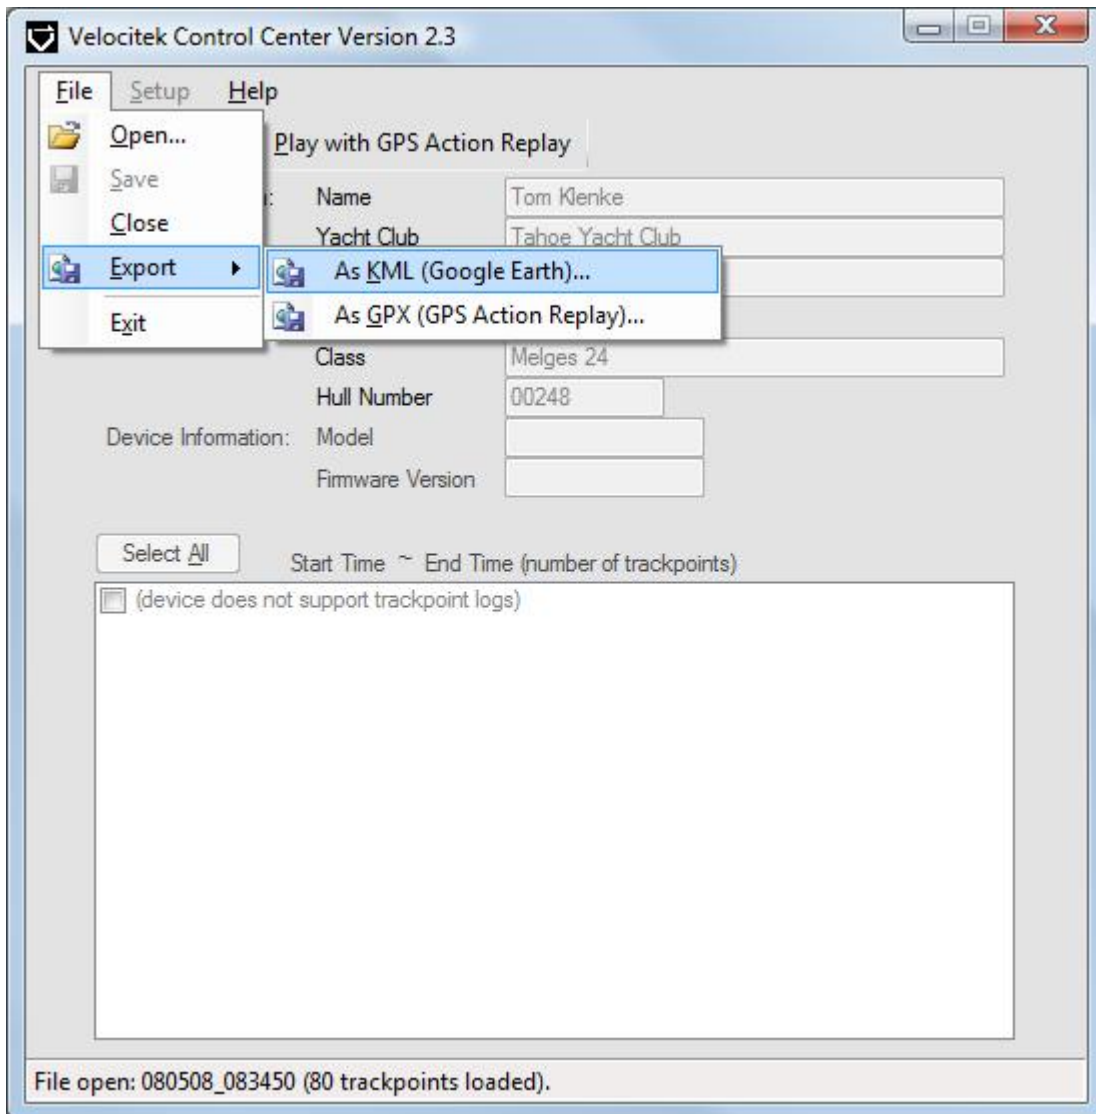 Velocitek Control Center Version 2.3
File Setup Help
Open...
Play with GPS Action Replay
Save
Name Tom Klenke
Close
Yacht Club Tahoe Yacht Club
Export As KML (Google Earth)...
Exit As GPX (GPS Action Replay)...
Class Melges 24
Hull Number 00248
Device Information: Model
Firmware Version
Select All Start Time ~ End Time (number of trackpoints)
(device does not support trackpoint logs)
File open: 080508_083450 (80 trackpoints loaded).